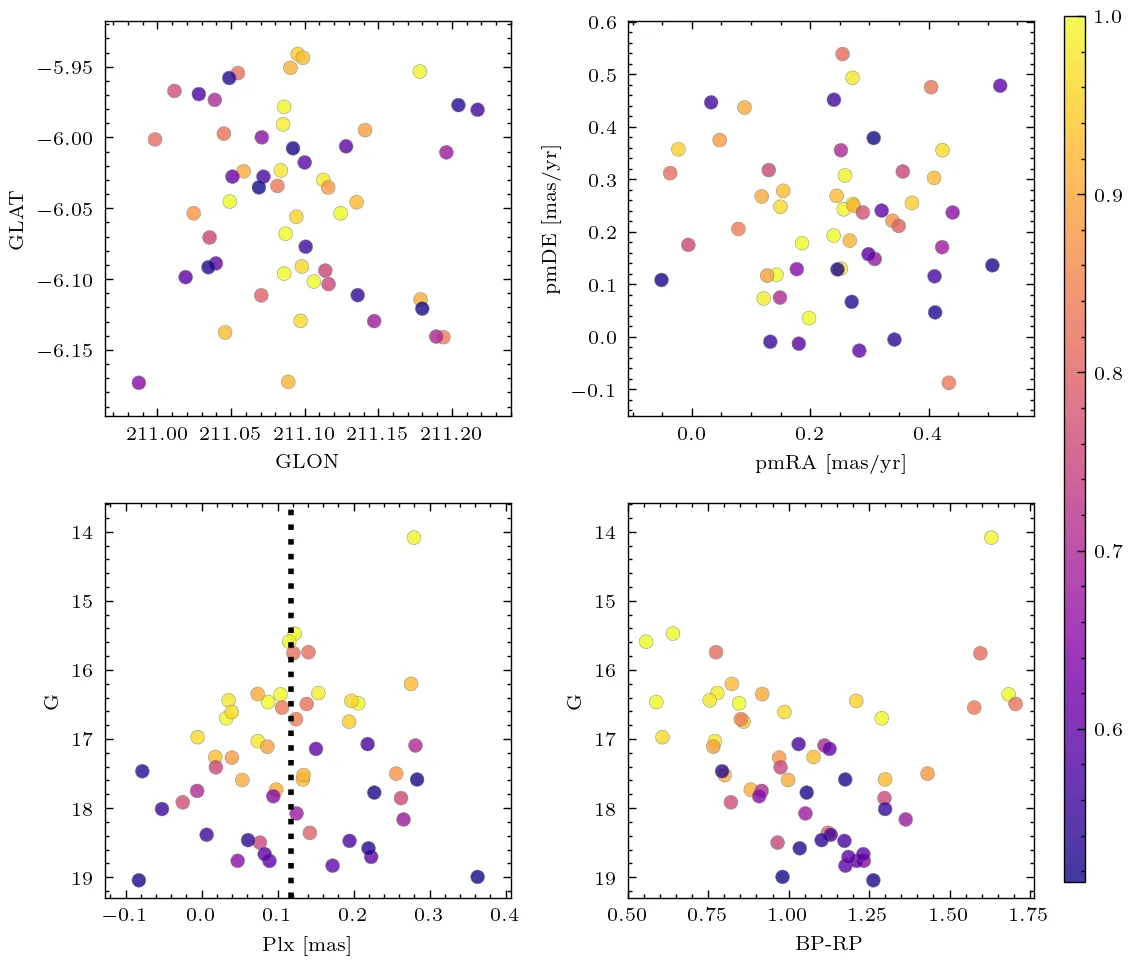 −5.95
−6.00
−6.05
−6.10
−6.15
GLAT
211.00 211.05 211.10 211.15 211.20
GLON
0.6
0.5
0.4
0.3
0.2
0.1
0.0
−0.1
pmDE [mas/yr]
0.0 0.2 0.4
pmRA [mas/yr]
1.0
0.9
0.8
0.7
0.6
14
15
16
17
18
19
G
−0.1 0.0 0.1 0.2 0.3 0.4
Plx [mas]
14
15
16
17
18
19
G
0.50 0.75 1.00 1.25 1.50 1.75
BP-RP